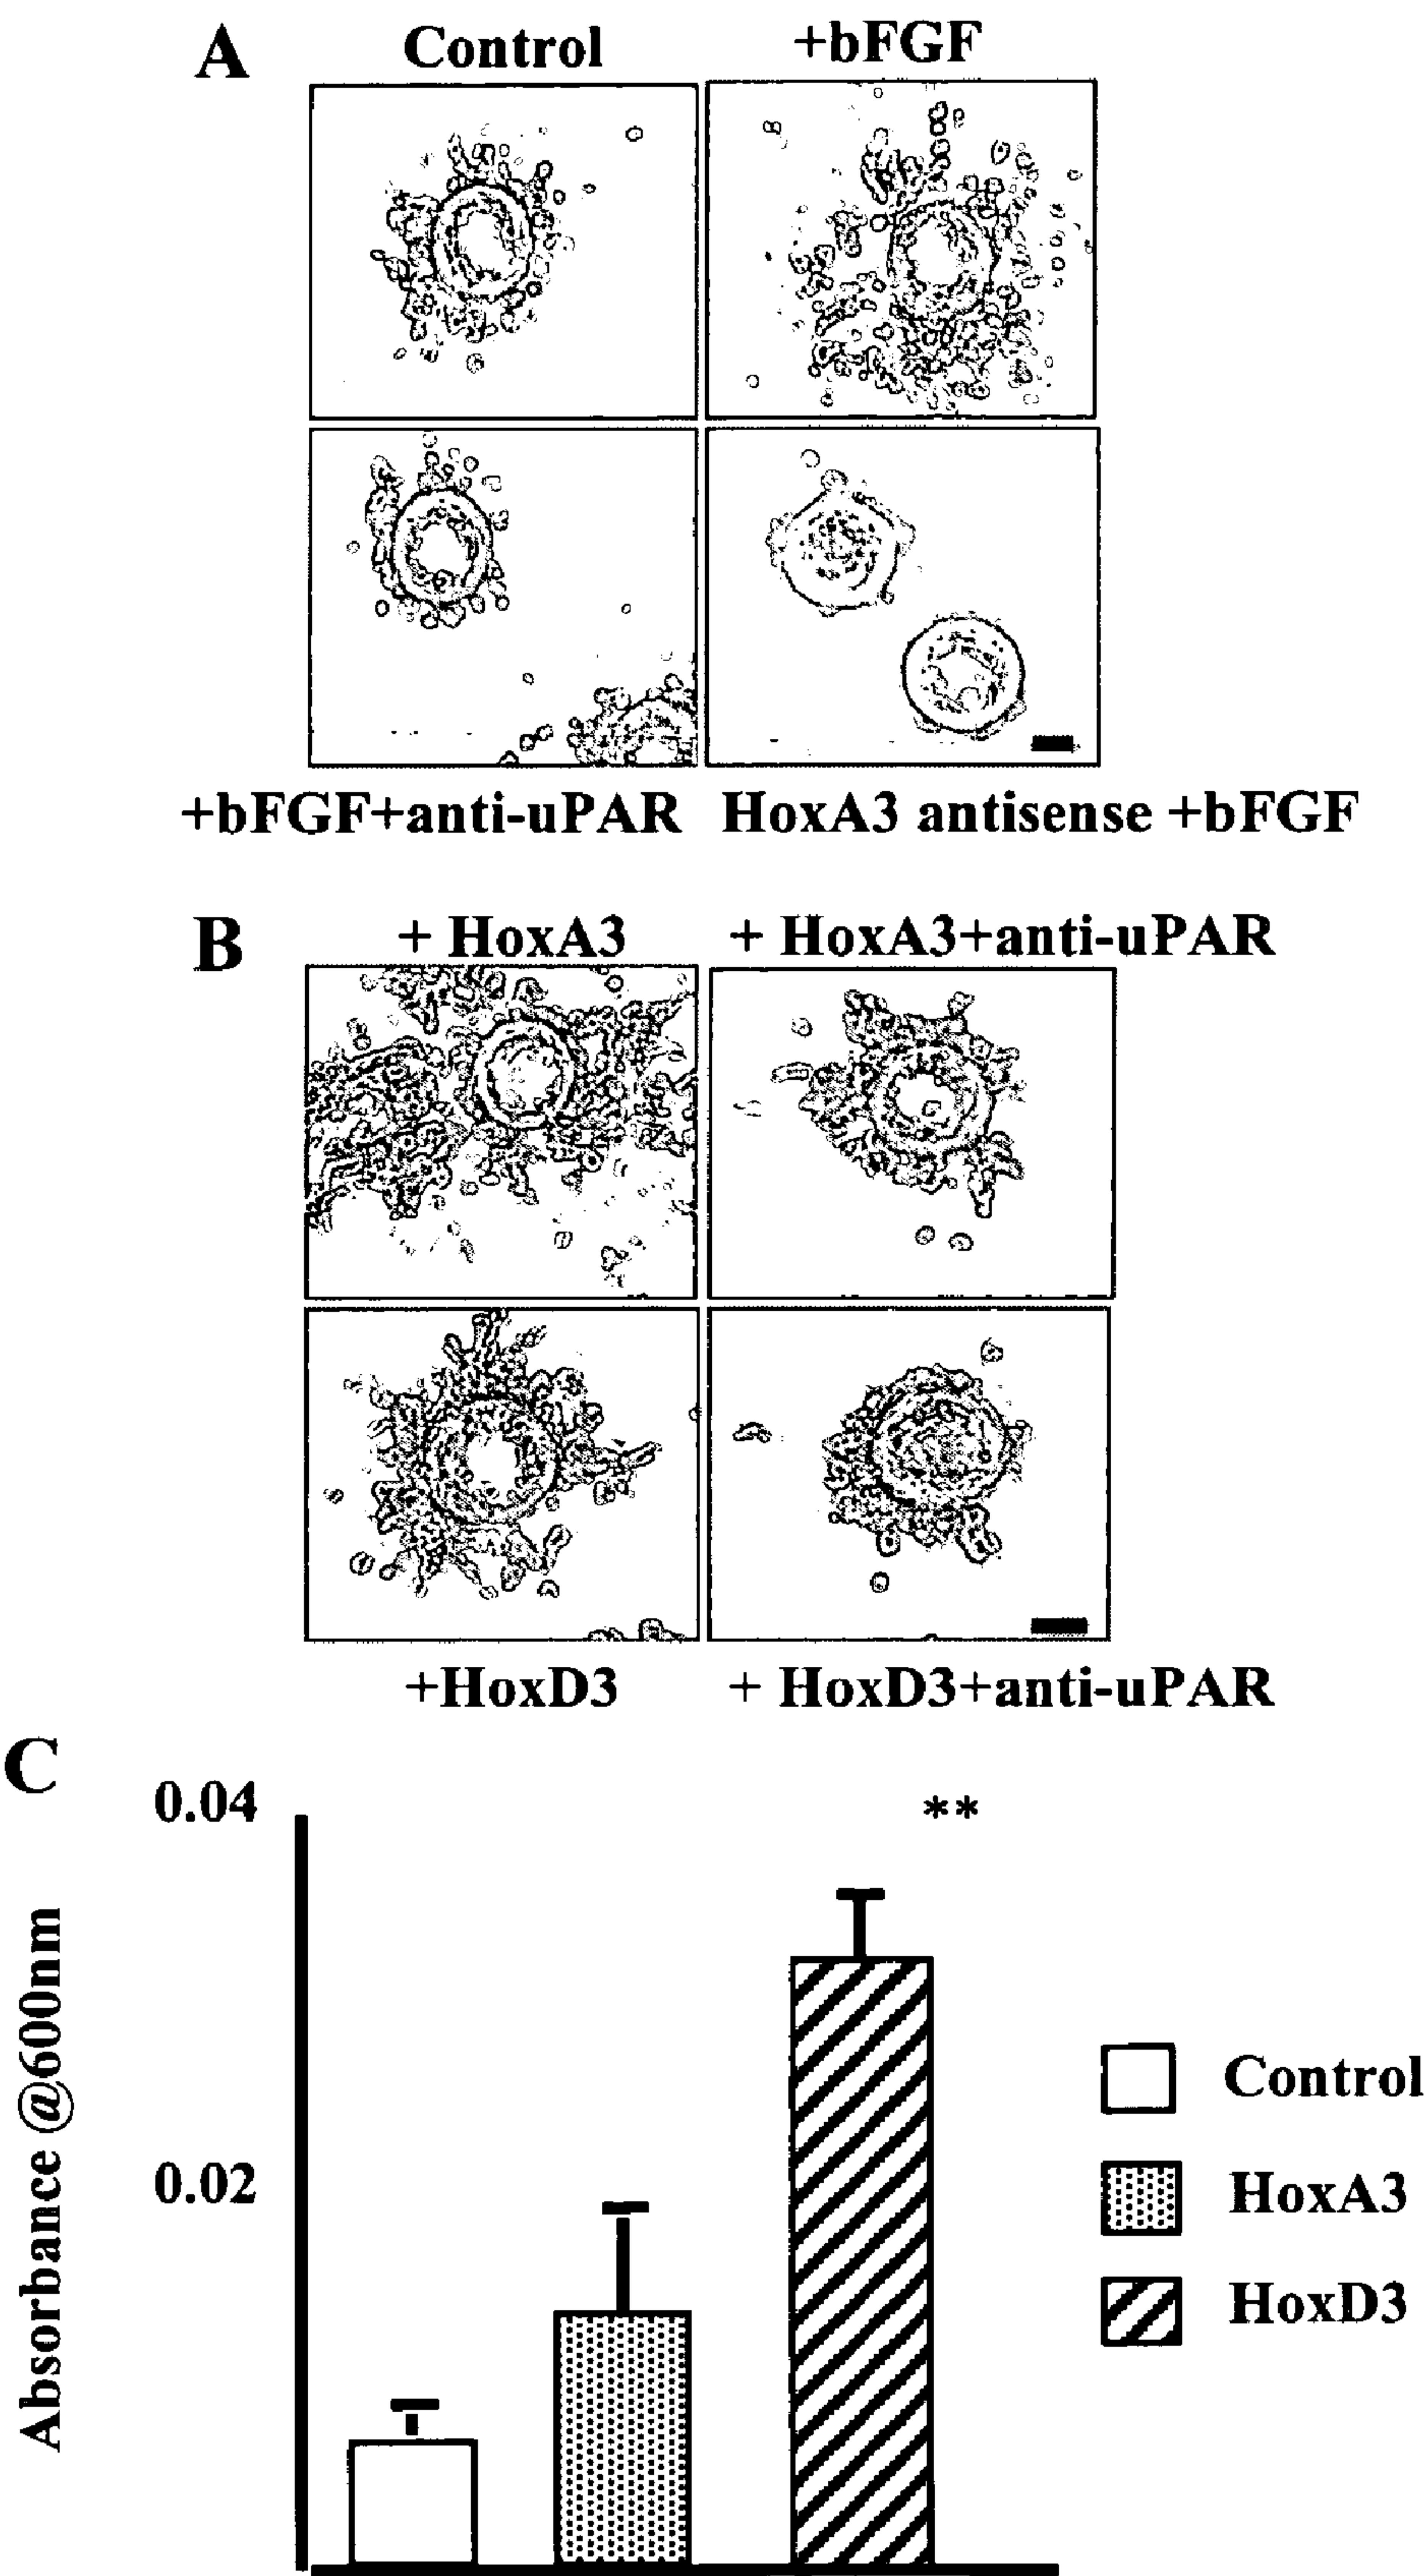 A
Control
+bFGF
+bFGF+anti-uPAR
HoxA3 antisense +bFGF
B
+ HoxA3
+ HoxA3+anti-uPAR
+HoxD3
+ HoxD3+anti-uPAR
C
0.04
**
0.02
Absorbance @600nm
Control
HoxA3
HoxD3